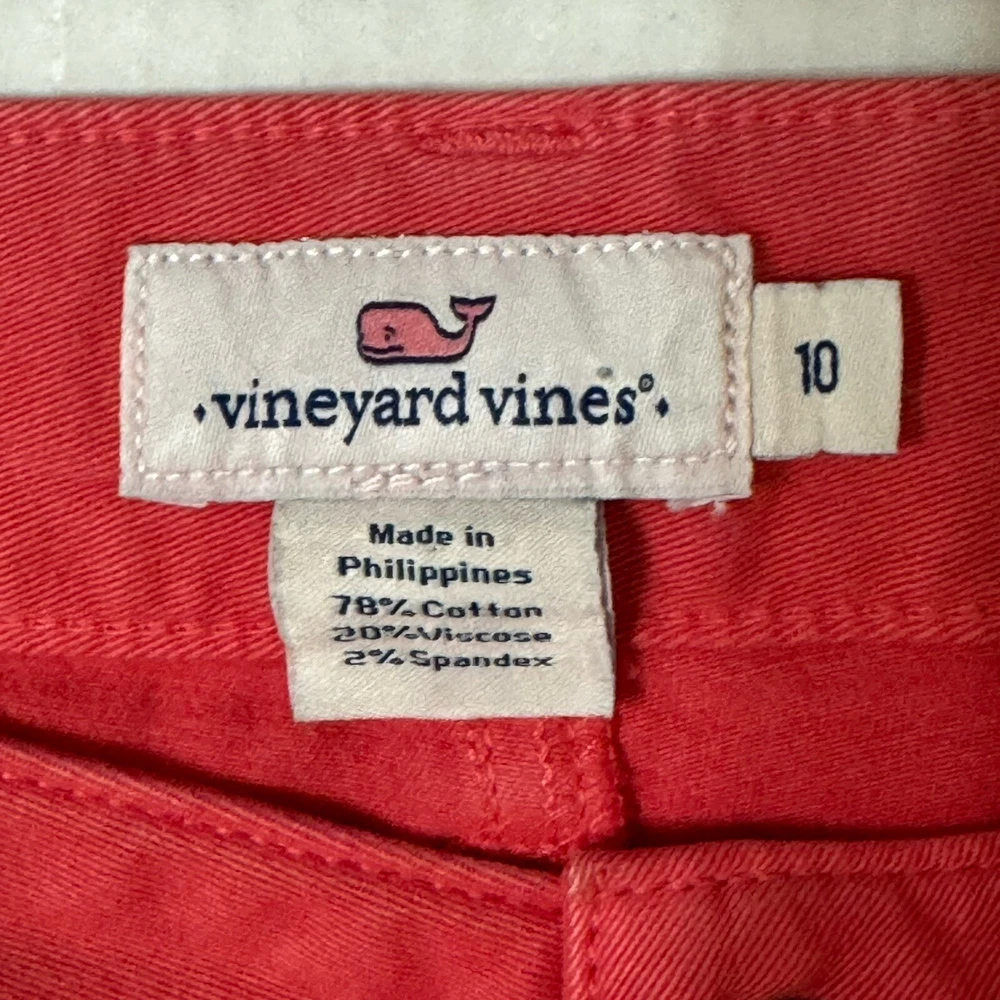 vineyard vines®
10
Made in
Philippines
78% Cotton
20% Viscose
2% Spandex